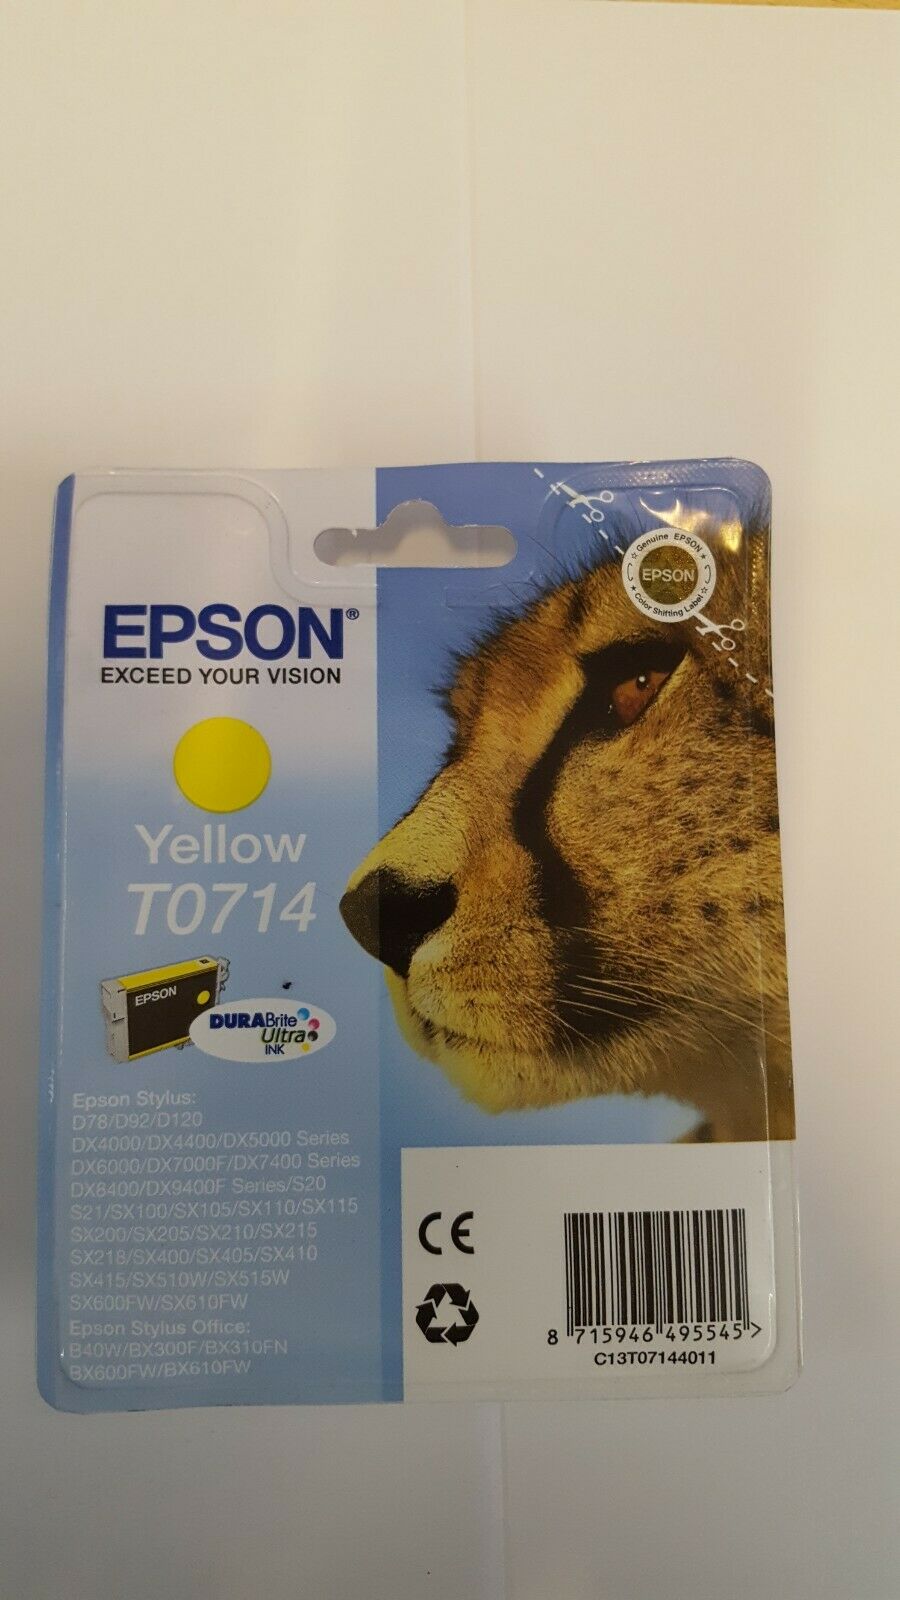 EPSON®
EXCEED YOUR VISION
Yellow
T0714
EPSON
DURABrite
Ultra
INK
Genuine EPSON
EPSON
Color Shifting Label
Epson Stylus:
D78/D92/D120
DX4000/DX4400/DX5000 Series
DX6000/DX7000F/DX7400 Series
DX8400/DX9400F Series/S20
S21/SX100/SX105/SX110/SX115
SX200/SX205/SX210/SX215
SX218/SX400/SX405/SX410
SX415/SX510W/SX515W
SX600FW/SX610FW
Epson Stylus Office:
B40W/BX300F/BX310FN
BX600FW/BX610FW
CE
8 715946 495545 >
C13T07144011